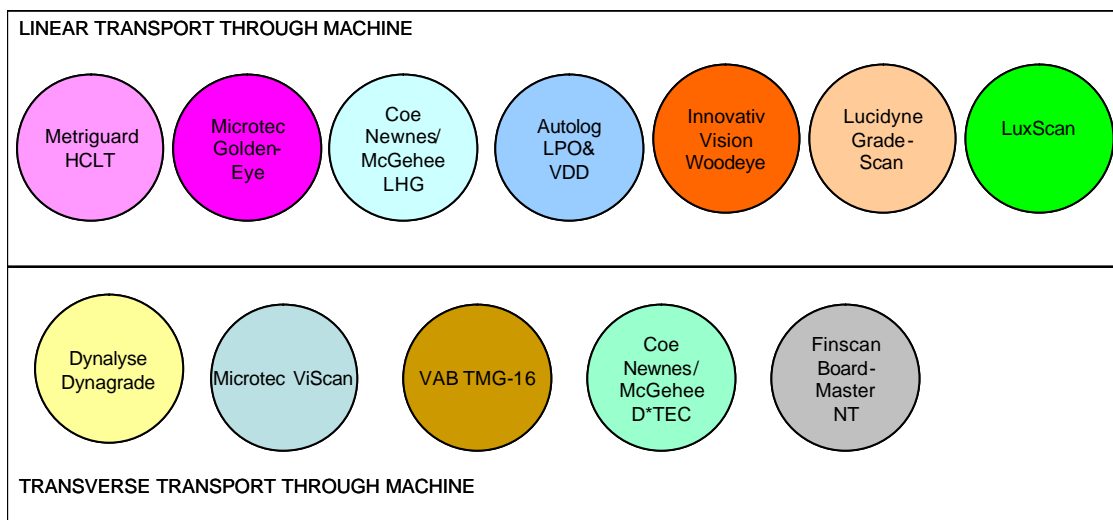 LINEAR TRANSPORT THROUGH MACHINE
Metriguard
HCLT
Microtec
Golden-
Eye
Coe
Newnes/
McGehee
LHG
Autolog
LPO&
VDD
Innovativ
Vision
Woodeye
Lucidyne
Grade-
Scan
LuxScan
Dynalyse
Dynagrade
Microtec ViScan
VAB TMG-16
Coe
Newnes/
McGehee
D*TEC
Finscan
Board-
Master
NT
TRANSVERSE TRANSPORT THROUGH MACHINE